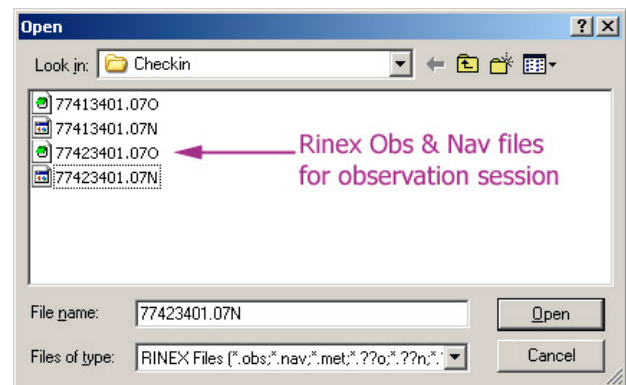 Open
Look in: Checkin
77413401.07O
77413401.07N
77423401.07O
77423401.07N
Rinex Obs & Nav files
for observation session
File name: 77423401.07N Open
Files of type: RINEX Files (*.obs;*.nav;*.met;*.??o;*.??n;*. Cancel